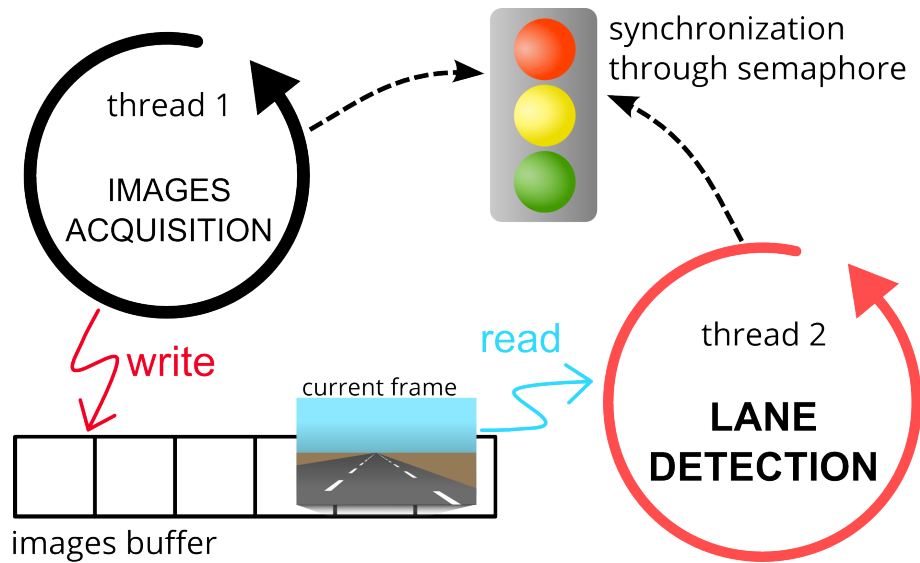 thread 1
IMAGES
ACQUISITION
synchronization
through semaphore
write
read
current frame
images buffer
thread 2
LANE
DETECTION